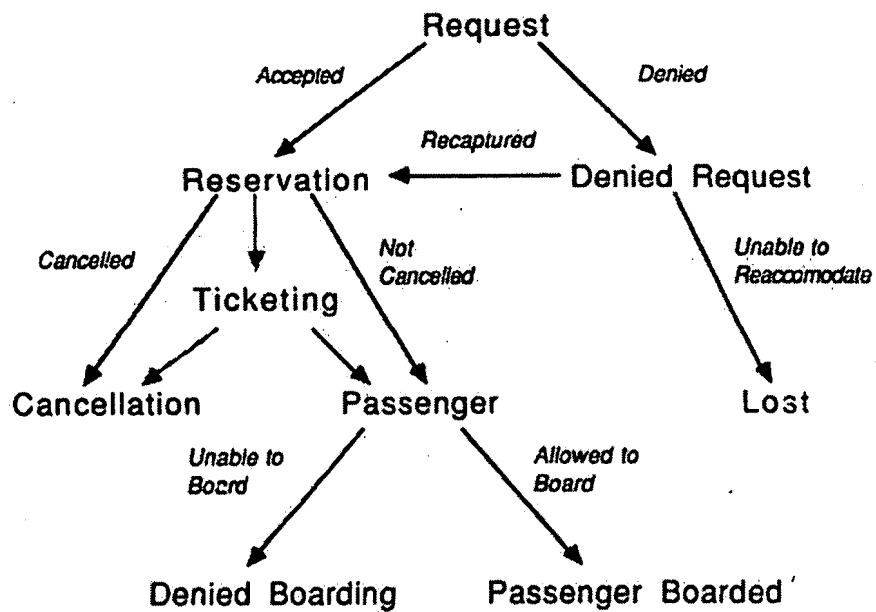 Request
Accepted
Denied
Recaptured
Reservation
Denied Request
Cancelled
Not
Cancelled
Unable to
Reaccomodate
Ticketing
Cancellation
Passenger
Lost
Unable to
Board
Allowed to
Board
Denied Boarding
Passenger Boarded